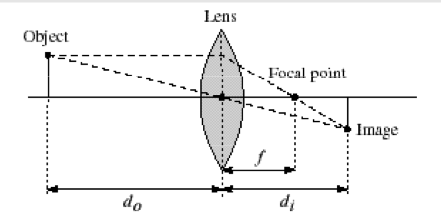 Lens
Object
Focal point
Image
f
do
di